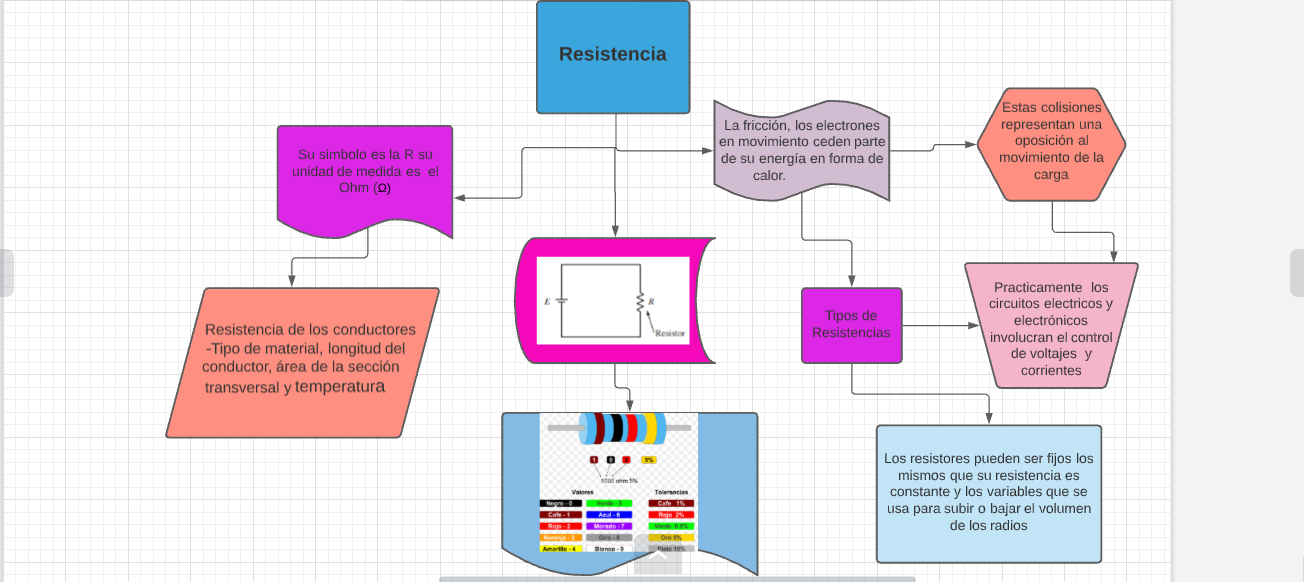 Resistencia
Su simbolo es la R su
unidad de medida es el
Ohm (Ω)
La fricción, los electrones
en movimiento ceden parte
de su energía en forma de
calor.
Estas colisiones
representan una
oposición al
movimiento de la
carga
Resistencia de los conductores
-Tipo de material, longitud del
conductor, área de la sección
transversal y temperatura
E
R
Resistor
Tipos de
Resistencias
Practicamente los
circuitos electricos y
electrónicos
involucran el control
de voltajes y
corrientes
1 0 2 5%
1000 ohm 5%
Valores
Tolerancias
Negro - 0 Verde - 5 Cafe 1%
Cafe - 1 Azul - 6 Rojo 2%
Rojo - 2 Morado - 7 Verde 0.5%
Naranja - 3 Gris - 8 Oro 5%
Amarillo - 4 Blanco - 9 Plata 10%
Los resistores pueden ser fijos los
mismos que su resistencia es
constante y los variables que se
usa para subir o bajar el volumen
de los radios